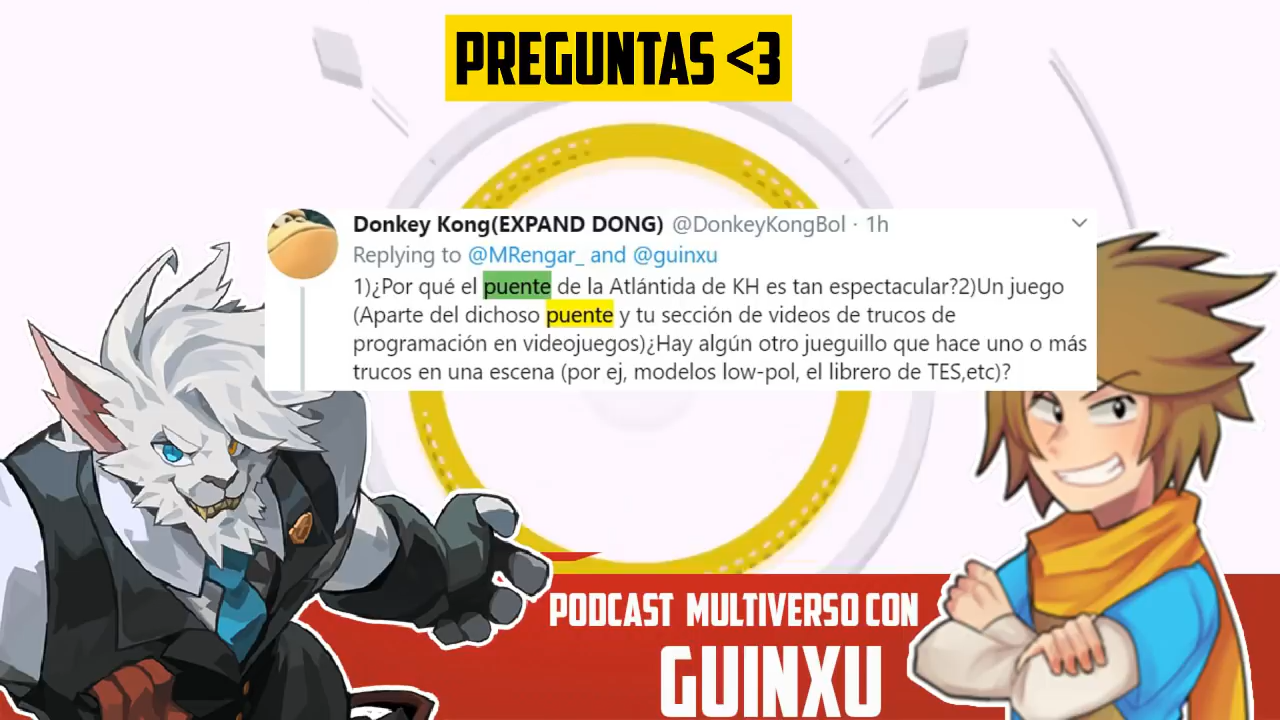 PREGUNTAS <3
Donkey Kong(EXPAND DONG) @DonkeyKongBol · 1h
Replying to @MRengar_ and @guinxu
1)¿Por qué el puente de la Atlántida de KH es tan espectacular?2)Un juego
(Aparte del dichoso puente y tu sección de videos de trucos de
programación en videojuegos)¿Hay algún otro jueguillo que hace uno o más
trucos en una escena (por ej, modelos low-pol, el librero de TES,etc)?
PODCAST MULTIVERSO CON
GUINXU